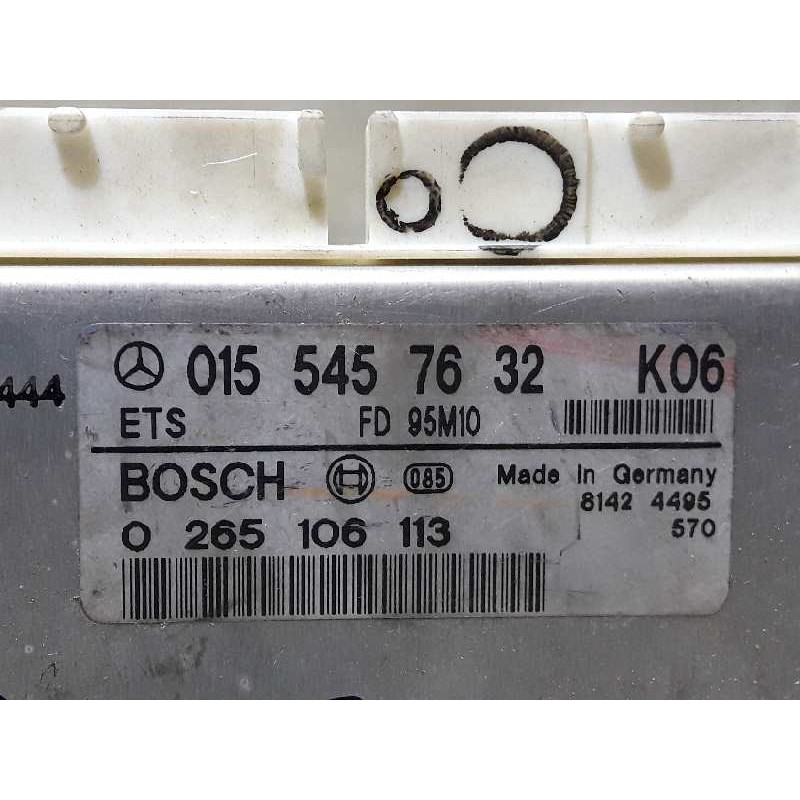 015 545 76 32 K06
444
ETS FD 95M10
BOSCH 085 Made In Germany
8142 4495
0 265 106 113 570